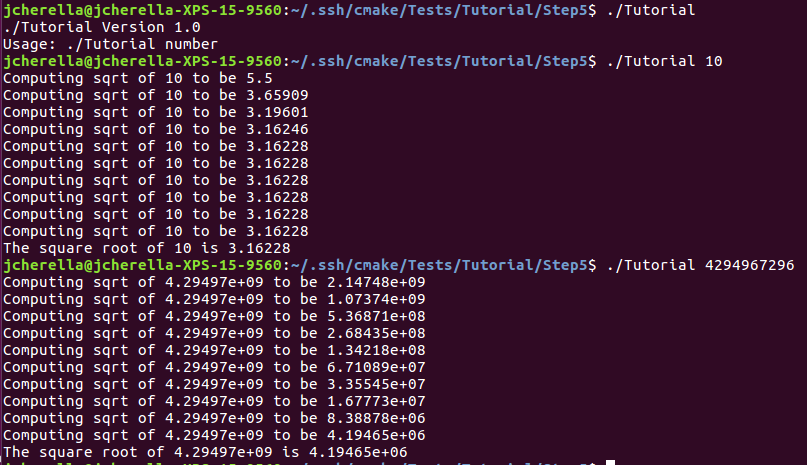 jcherella@jcherella-XPS-15-9560:~/.ssh/cmake/Tests/Tutorial/Step5$ ./Tutorial
./Tutorial Version 1.0
Usage: ./Tutorial number
jcherella@jcherella-XPS-15-9560:~/.ssh/cmake/Tests/Tutorial/Step5$ ./Tutorial 10
Computing sqrt of 10 to be 5.5
Computing sqrt of 10 to be 3.65909
Computing sqrt of 10 to be 3.19601
Computing sqrt of 10 to be 3.16246
Computing sqrt of 10 to be 3.16228
Computing sqrt of 10 to be 3.16228
Computing sqrt of 10 to be 3.16228
Computing sqrt of 10 to be 3.16228
Computing sqrt of 10 to be 3.16228
Computing sqrt of 10 to be 3.16228
The square root of 10 is 3.16228
jcherella@jcherella-XPS-15-9560:~/.ssh/cmake/Tests/Tutorial/Step5$ ./Tutorial 4294967296
Computing sqrt of 4.29497e+09 to be 2.14748e+09
Computing sqrt of 4.29497e+09 to be 1.07374e+09
Computing sqrt of 4.29497e+09 to be 5.36871e+08
Computing sqrt of 4.29497e+09 to be 2.68435e+08
Computing sqrt of 4.29497e+09 to be 1.34218e+08
Computing sqrt of 4.29497e+09 to be 6.71089e+07
Computing sqrt of 4.29497e+09 to be 3.35545e+07
Computing sqrt of 4.29497e+09 to be 1.67773e+07
Computing sqrt of 4.29497e+09 to be 8.38878e+06
Computing sqrt of 4.29497e+09 to be 4.19465e+06
The square root of 4.29497e+09 is 4.19465e+06